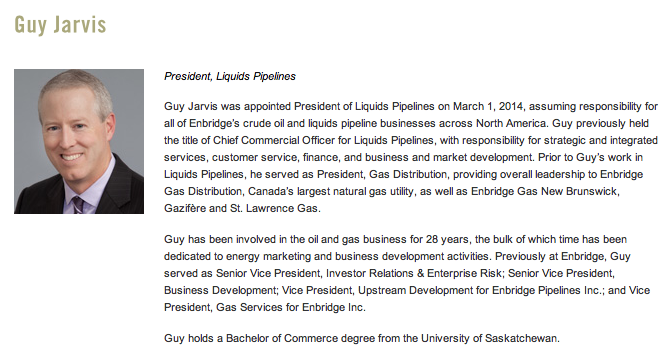 Guy Jarvis
President, Liquids Pipelines
Guy Jarvis was appointed President of Liquids Pipelines on March 1, 2014, assuming responsibility for
all of Enbridge's crude oil and liquids pipeline businesses across North America. Guy previously held
the title of Chief Commercial Officer for Liquids Pipelines, with responsibility for strategic and integrated
services, customer service, finance, and business and market development. Prior to Guy's work in
Liquids Pipelines, he served as President, Gas Distribution, providing overall leadership to Enbridge
Gas Distribution, Canada's largest natural gas utility, as well as Enbridge Gas New Brunswick,
Gazifère and St. Lawrence Gas.
Guy has been involved in the oil and gas business for 28 years, the bulk of which time has been
dedicated to energy marketing and business development activities. Previously at Enbridge, Guy
served as Senior Vice President, Investor Relations & Enterprise Risk; Senior Vice President,
Business Development; Vice President, Upstream Development for Enbridge Pipelines Inc.; and Vice
President, Gas Services for Enbridge Inc.
Guy holds a Bachelor of Commerce degree from the University of Saskatchewan.